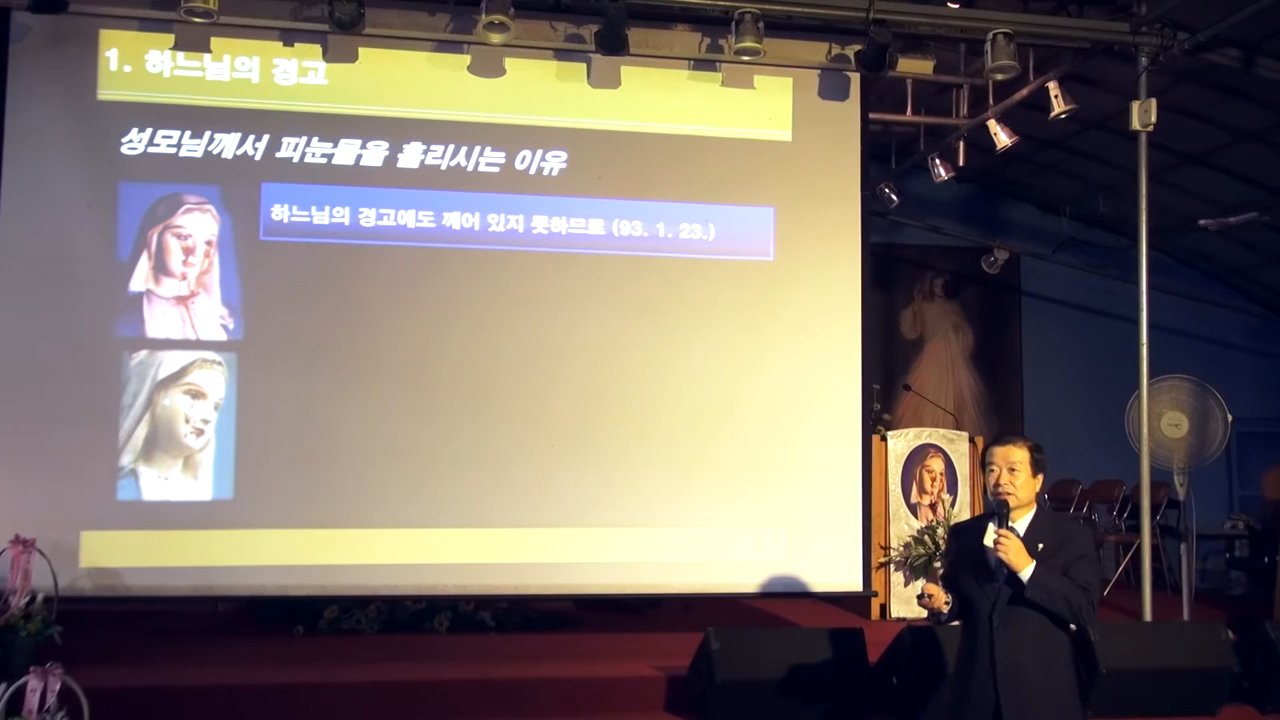 1. 하느님의 경고
성모님께서 피눈물을 흘리시는 이유
하느님의 경고에도 깨어 있지 못하므로 (93. 1. 23.)